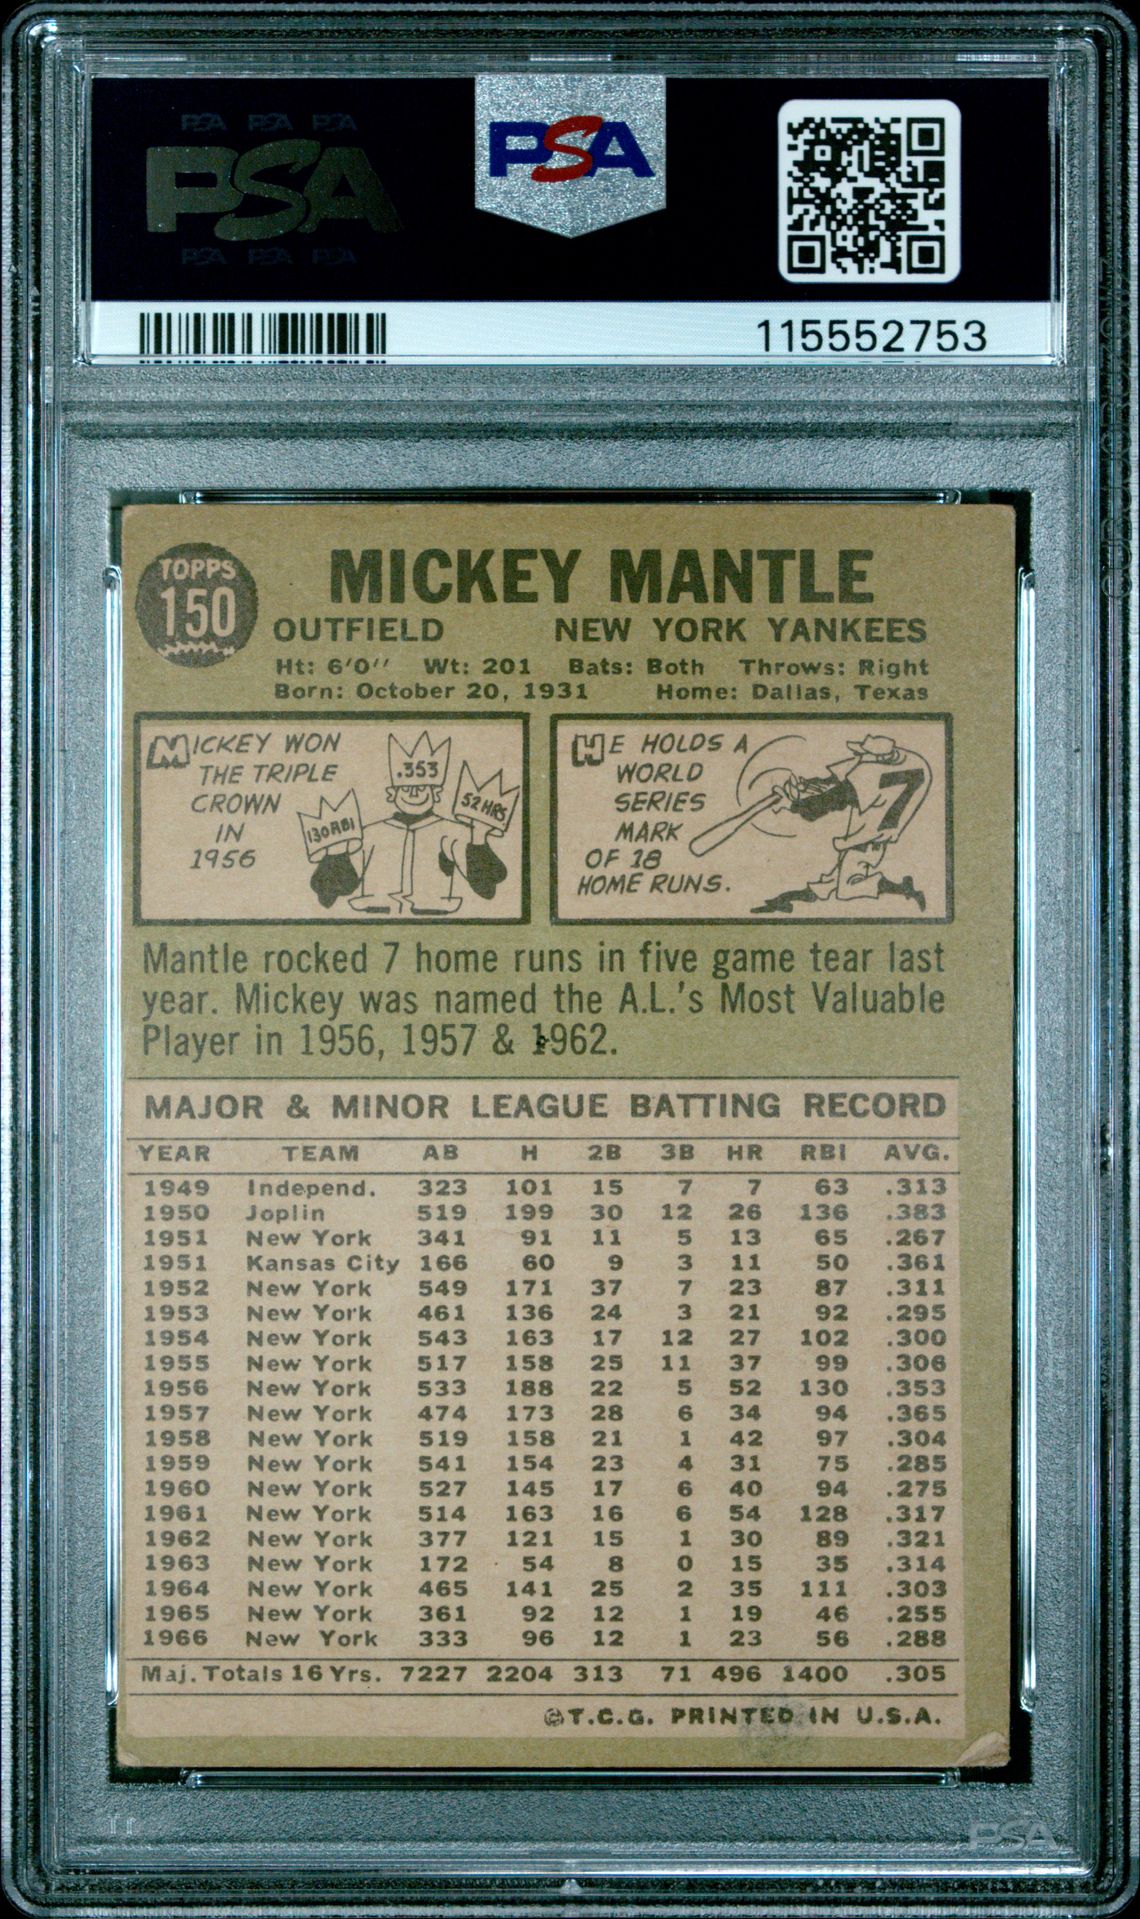 PSA PSA PSA
PSA
PSA PSA PSA
PSA
115552753
TOPPS
150
MICKEY MANTLE
OUTFIELD NEW YORK YANKEES
Ht: 6'0'' Wt: 201 Bats: Both Throws: Right
Born: October 20, 1931 Home: Dallas, Texas
MICKEY WON
THE TRIPLE
CROWN
IN
1956
.353
130 RBI
52 HRS
HE HOLDS A
WORLD
SERIES
MARK
OF 18
HOME RUNS.
7
Mantle rocked 7 home runs in five game tear last
year. Mickey was named the A.L.'s Most Valuable
Player in 1956, 1957 & 1962.
MAJOR & MINOR LEAGUE BATTING RECORD
YEAR TEAM AB H 2B 3B HR RBI AVG.
1949 Independ. 323 101 15 7 7 63 .313
1950 Joplin 519 199 30 12 26 136 .383
1951 New York 341 91 11 5 13 65 .267
1951 Kansas City 166 60 9 3 11 50 .361
1952 New York 549 171 37 7 23 87 .311
1953 New York 461 136 24 3 21 92 .295
1954 New York 543 163 17 12 27 102 .300
1955 New York 517 158 25 11 37 99 .306
1956 New York 533 188 22 5 52 130 .353
1957 New York 474 173 28 6 34 94 .365
1958 New York 519 158 21 1 42 97 .304
1959 New York 541 154 23 4 31 75 .285
1960 New York 527 145 17 6 40 94 .275
1961 New York 514 163 16 6 54 128 .317
1962 New York 377 121 15 1 30 89 .321
1963 New York 172 54 8 0 15 35 .314
1964 New York 465 141 25 2 35 111 .303
1965 New York 361 92 12 1 19 46 .255
1966 New York 333 96 12 1 23 56 .288
Maj. Totals 16 Yrs. 7227 2204 313 71 496 1400 .305
©T.C.G. PRINTED IN U.S.A.
PSA